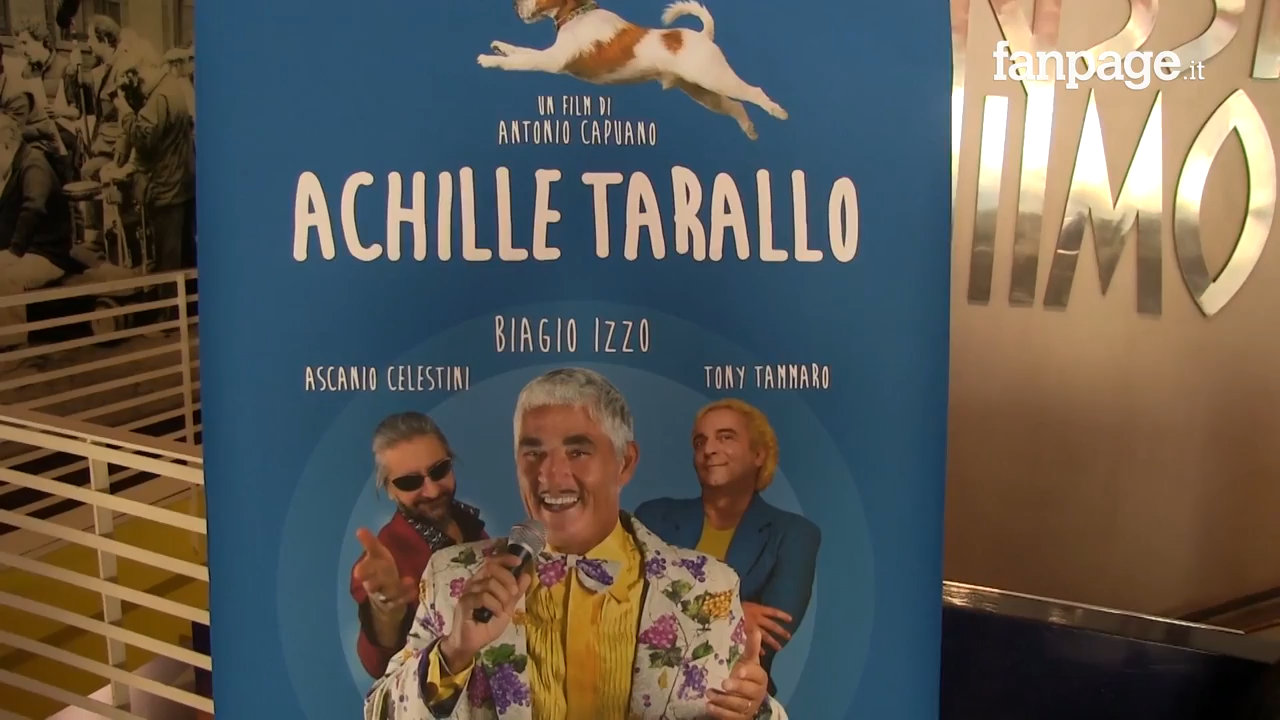 fanpage.it
UN FILM DI
ANTONIO CAPUANO
ACHILLE TARALLO
BIAGIO IZZO
ASCANIO CELESTINI
TONY TAMMARO